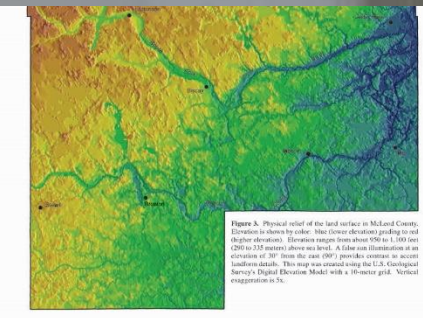 Figure 3. Physical relief of the land surface in McLeod County.
Elevation is shown by color: blue (lower elevation) grading to red
(higher elevation). Elevation ranges from about 950 to 1,100 feet
(290 to 335 meters) above sea level. A false sun illumination at an
elevation of 30° from the east (90°) provides contrast to accent
landform details. This map was created using the U.S. Geological
Survey's Digital Elevation Model with a 10-meter grid. Vertical
exaggeration is 5x.